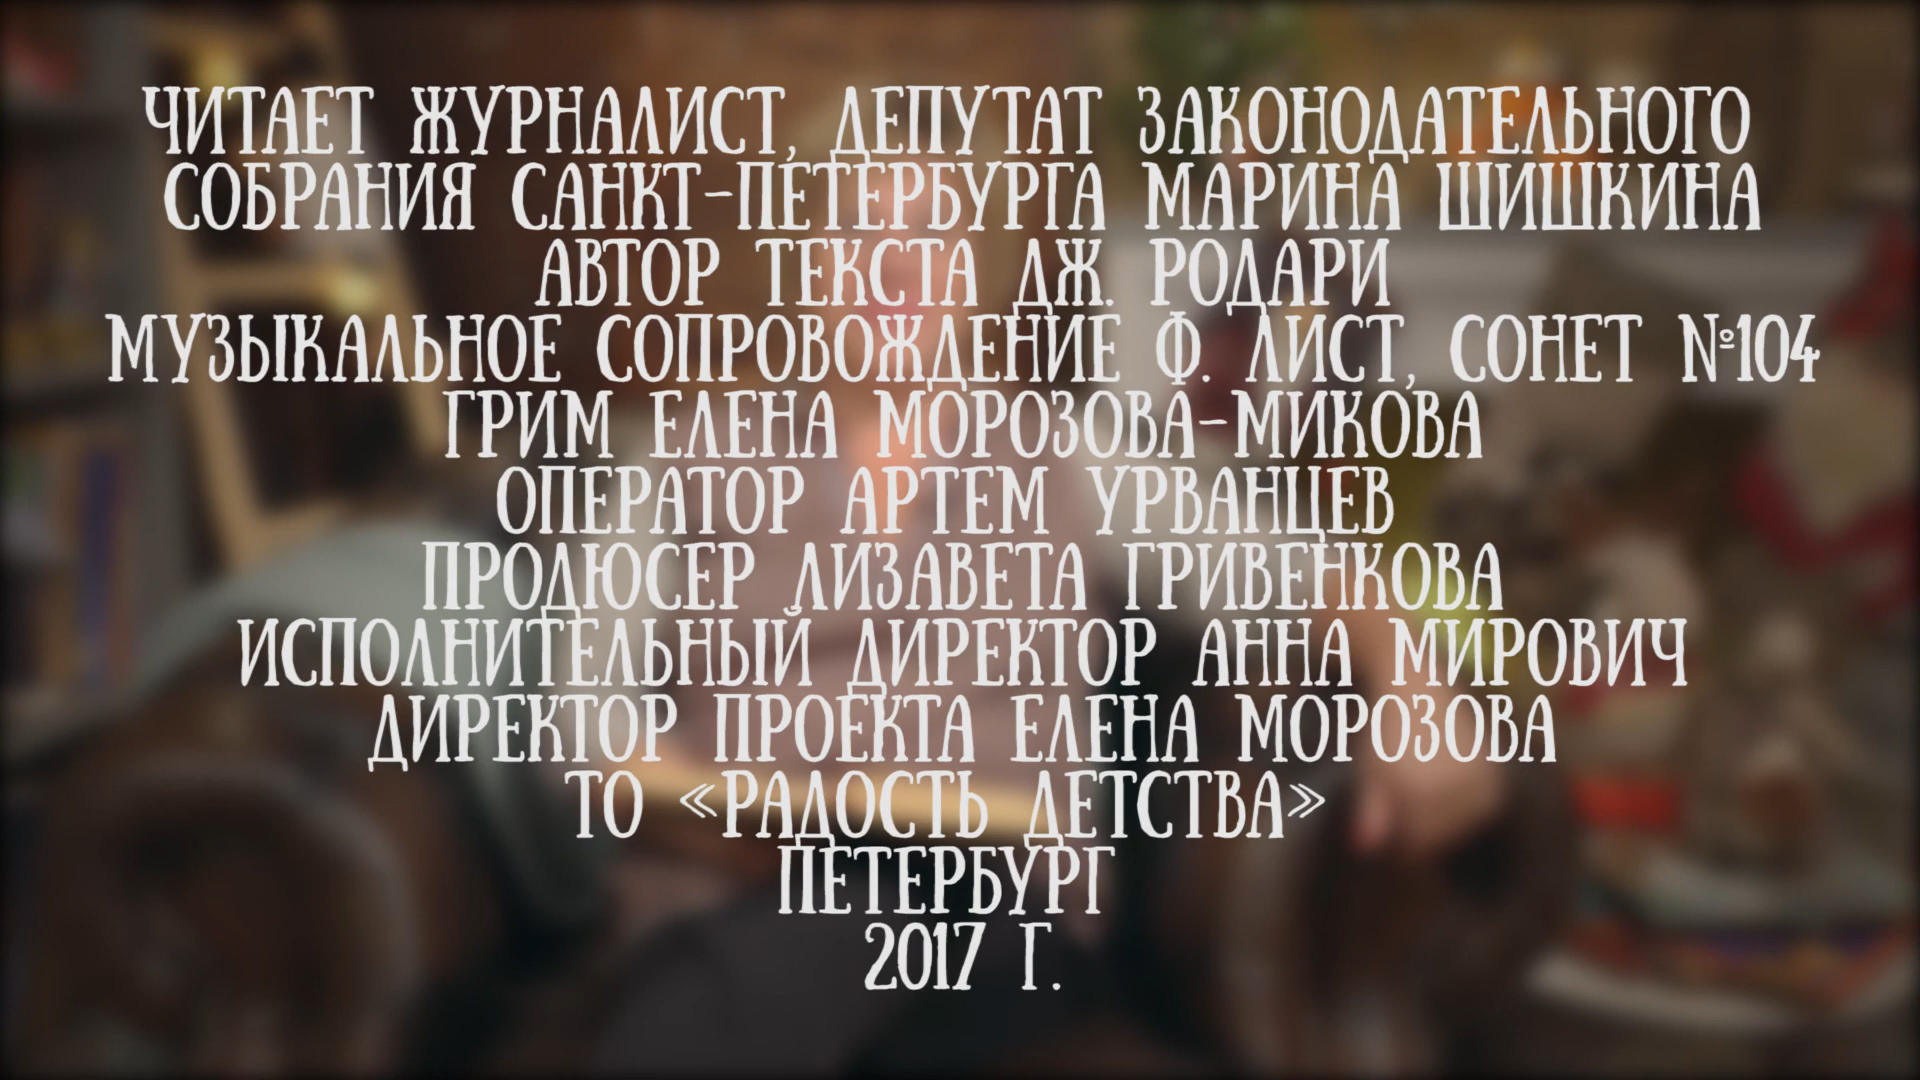 ЧИТАЕТ ЖУРНАЛИСТ, ДЕПУТАТ ЗАКОНОДАТЕЛЬНОГО
СОБРАНИЯ САНКТ-ПЕТЕРБУРГА МАРИНА ШИШКИНА
АВТОР ТЕКСТА ДЖ. РОДАРИ
МУЗЫКАЛЬНОЕ СОПРОВОЖДЕНИЕ Ф. ЛИСТ, СОНЕТ №104
ГРИМ ЕЛЕНА МОРОЗОВА-МИКОВА
ОПЕРАТОР АРТЕМ УРВАНЦЕВ
ПРОДЮСЕР ЛИЗАВЕТА ГРИВЕНКОВА
ИСПОЛНИТЕЛЬНЫЙ ДИРЕКТОР АННА МИРОВИЧ
ДИРЕКТОР ПРОЕКТА ЕЛЕНА МОРОЗОВА
ТО «РАДОСТЬ ДЕТСТВА»
ПЕТЕРБУРГ
2017 Г.